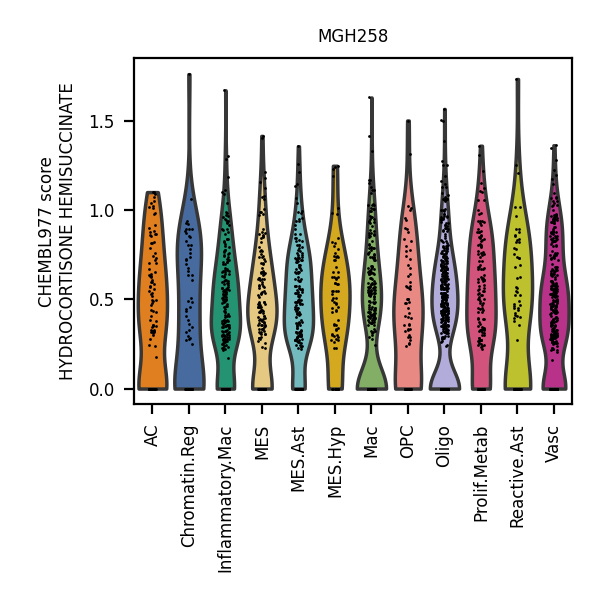 MGH258
CHEMBL977 score
HYDROCORTISONE HEMISUCCINATE
1.5
1.0
0.5
0.0
AC
Chromatin.Reg
Inflammatory.Mac
MES
MES.Ast
MES.Hyp
Mac
OPC
Oligo
Prolif.Metab
Reactive.Ast
Vasc